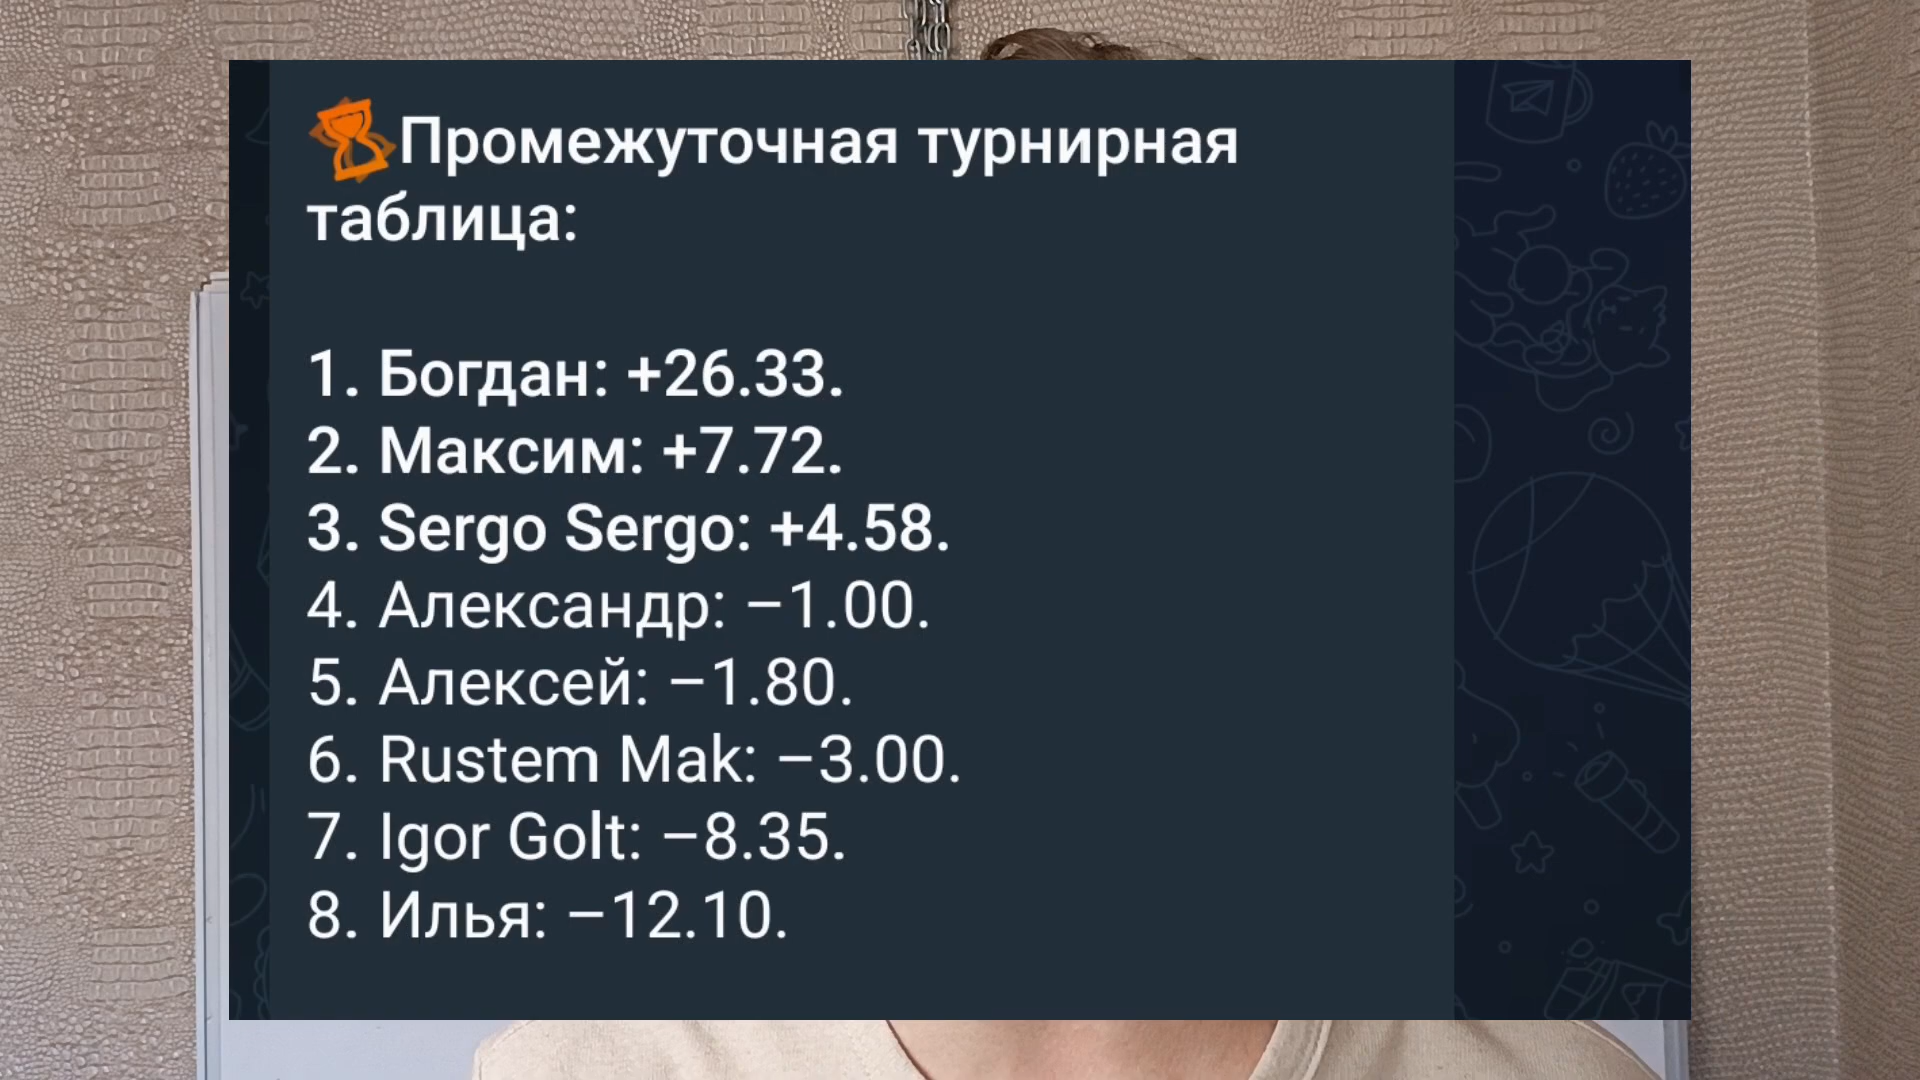 Промежуточная турнирная
таблица:
1. Богдан: +26.33.
2. Максим: +7.72.
3. Sergo Sergo: +4.58.
4. Александр: –1.00.
5. Алексей: –1.80.
6. Rustem Mak: –3.00.
7. Igor Golt: –8.35.
8. Илья: –12.10.